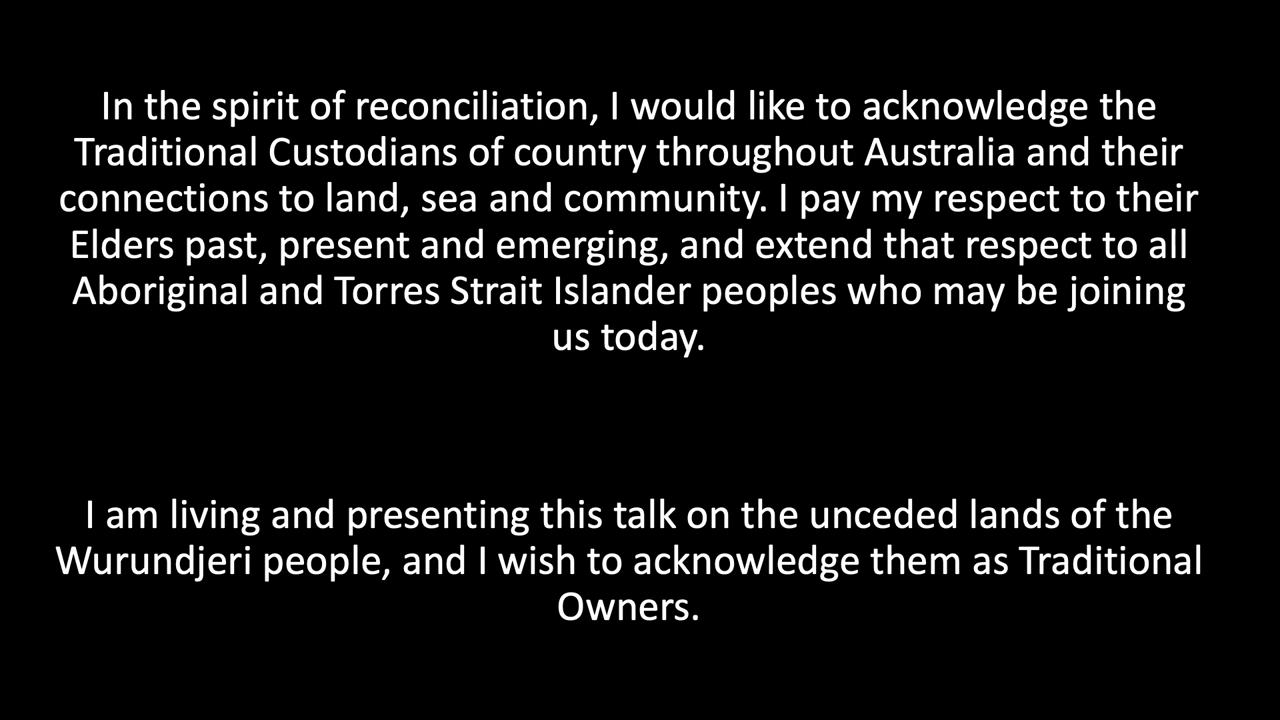 In the spirit of reconciliation, I would like to acknowledge the
Traditional Custodians of country throughout Australia and their
connections to land, sea and community. I pay my respect to their
Elders past, present and emerging, and extend that respect to all
Aboriginal and Torres Strait Islander peoples who may be joining
us today.
I am living and presenting this talk on the unceded lands of the
Wurundjeri people, and I wish to acknowledge them as Traditional
Owners.